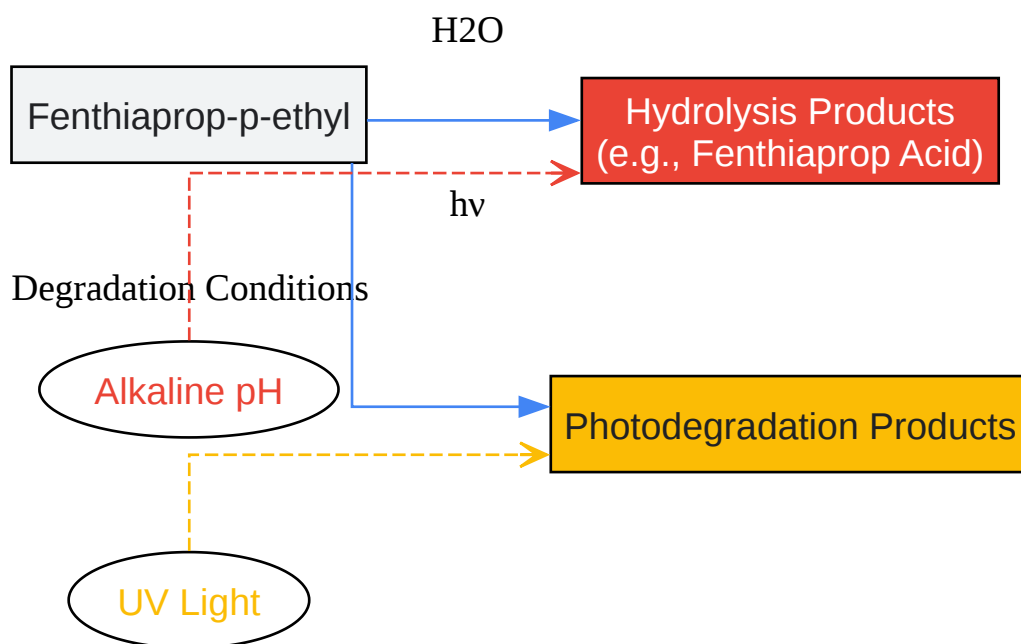 H2O
Fenthiaprop-p-ethyl
Hydrolysis Products
(e.g., Fenthiaprop Acid)
hν
Degradation Conditions
Alkaline pH
Photodegradation Products
UV Light